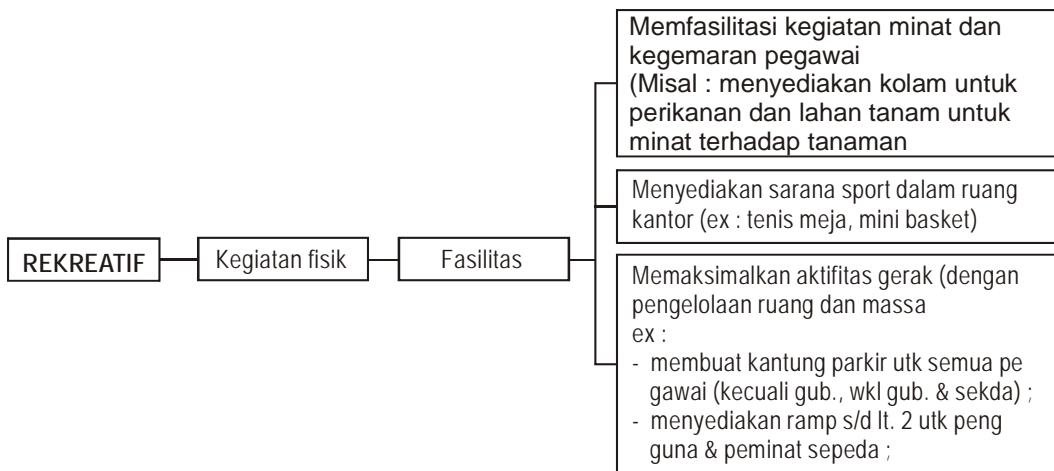 REKREATIF
Kegiatan fisik
Fasilitas
Memfasilitasi kegiatan minat dan
kegemaran pegawai
(Misal : menyediakan kolam untuk
perikanan dan lahan tanam untuk
minat terhadap tanaman
Menyediakan sarana sport dalam ruang
kantor (ex : tenis meja, mini basket)
Memaksimalkan aktifitas gerak (dengan
pengelolaan ruang dan massa
ex :
- membuat kantung parkir utk semua pe
gawai (kecuali gub., wkl gub. & sekda) ;
- menyediakan ramp s/d lt. 2 utk peng
guna & peminat sepeda ;